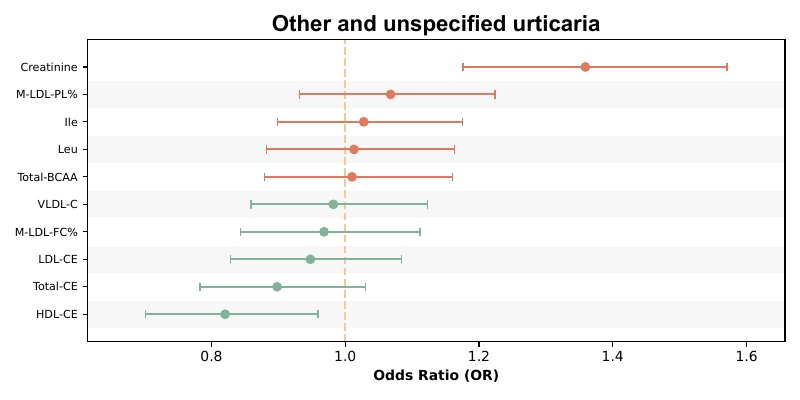 Other and unspecified urticaria
Creatinine
M-LDL-PL%
Ile
Leu
Total-BCAA
VLDL-C
M-LDL-FC%
LDL-CE
Total-CE
HDL-CE
0.8 1.0 1.2 1.4 1.6
Odds Ratio (OR)